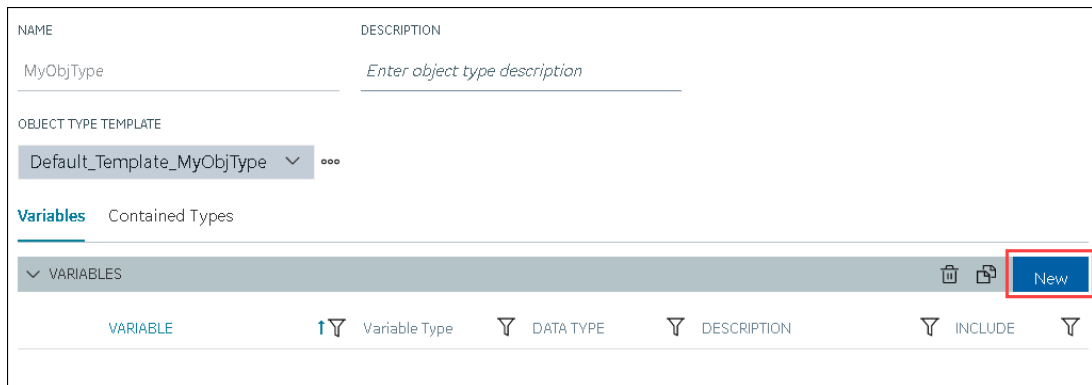 NAME DESCRIPTION
MyObjType Enter object type description
OBJECT TYPE TEMPLATE
Default_Template_MyObjType
Variables Contained Types
VARIABLES New
VARIABLE Variable Type DATA TYPE DESCRIPTION INCLUDE